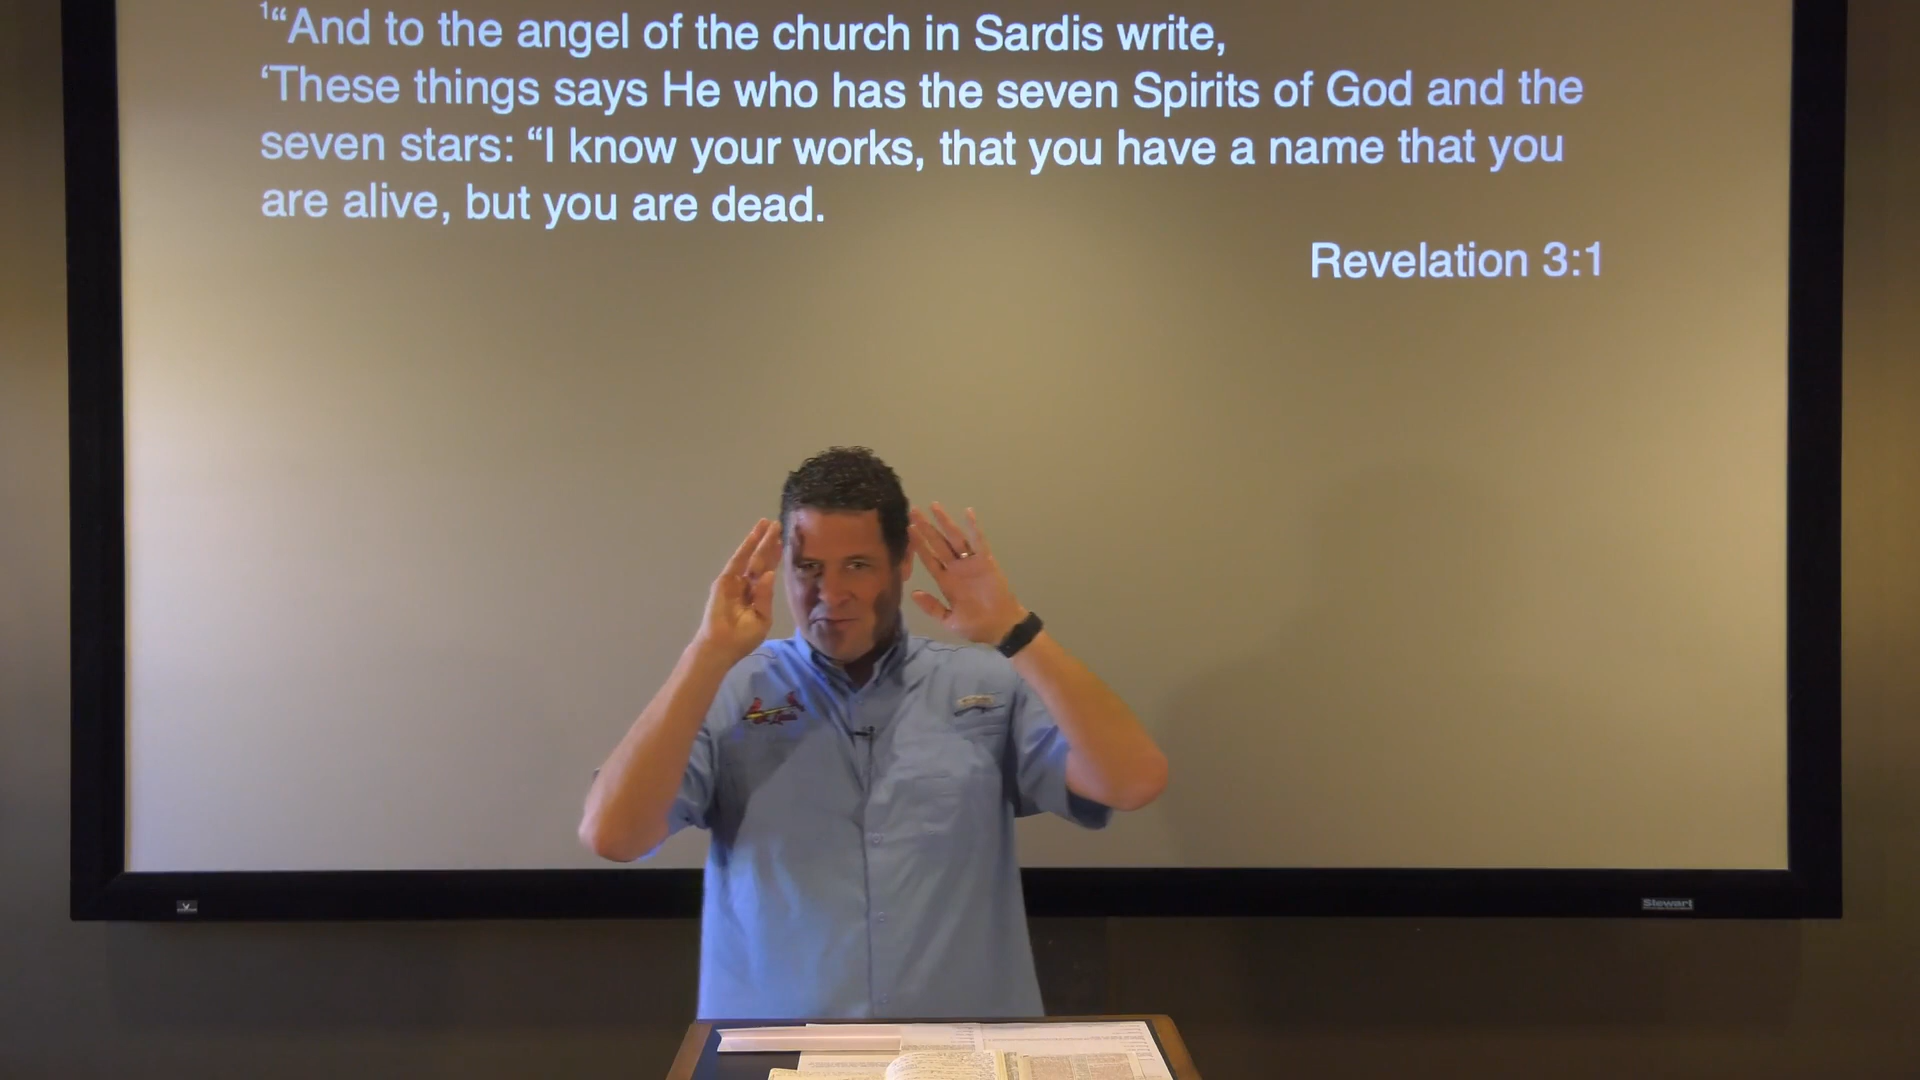 ¹“And to the angel of the church in Sardis write,
‘These things says He who has the seven Spirits of God and the
seven stars: “I know your works, that you have a name that you
are alive, but you are dead.
Revelation 3:1
Stewart